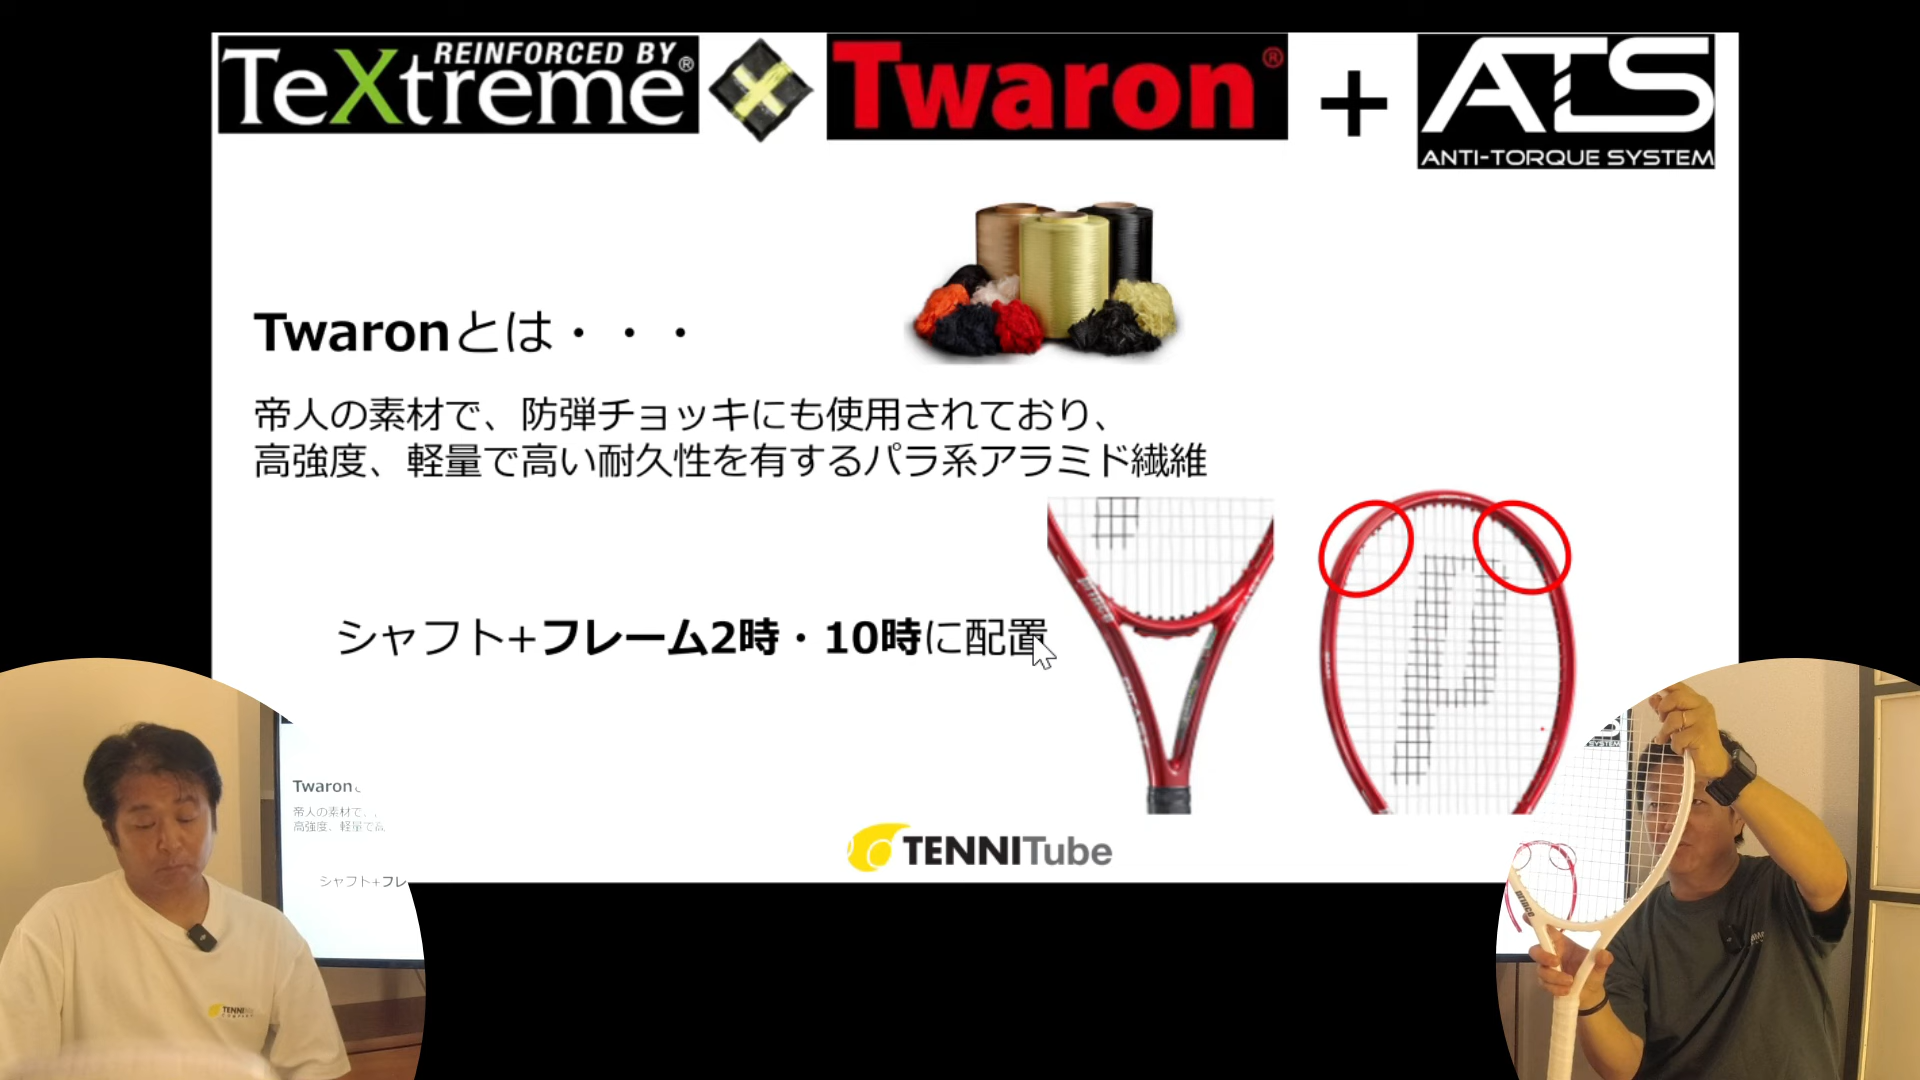 REINFORCED BY
TeXtreme®
Twaron®
+
ATS
ANTI-TORQUE SYSTEM
Twaronとは・・・
帝人の素材で、防弾チョッキにも使用されており、
高強度、軽量で高い耐久性を有するパラ系アラミド繊維
シャフト+フレーム2時・10時に配置
prince
TENNITube
Twaron
帝人の素材で、
高強度、軽量で高
シャフト+フレ
TENNI
SYSTEM
prince